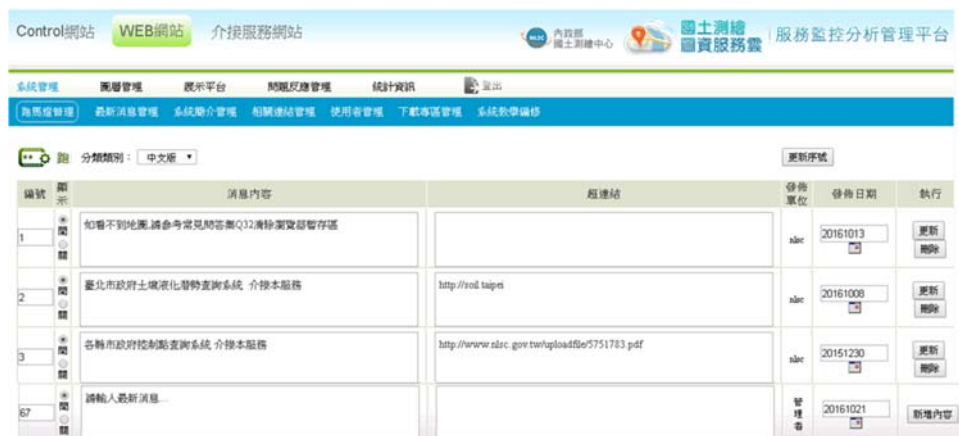 Control網站 WEB網站 介接服務網站 NLSC 內政部 國土測繪中心 國土測繪 圖資服務雲 服務監控分析管理平台
系統管理 圖層管理 展示平台 問題反應管理 統計資訊 登出
跑馬燈管理 最新消息管理 系統簡介管理 相關連結管理 使用者管理 下載專區管理 系統教學編修
跑 分類類別： 中文版 更新序號
編號 顯示 消息內容 超連結 發佈單位 發佈日期 執行
1 開 關 如看不到地圖,請參考常見問答集Q32清除瀏覽器暫存區 nlsc 20161013 更新 刪除
2 開 關 臺北市政府土壤液化潛勢查詢系統 介接本服務 http://soil.taipei nlsc 20161008 更新 刪除
3 開 關 各縣市政府控制點查詢系統 介接本服務 http://www.nlsc.gov.tw/uploadfile/5751783.pdf nlsc 20151230 更新 刪除
67 開 關 請輸入最新消息... 管理者 20161021 新增內容